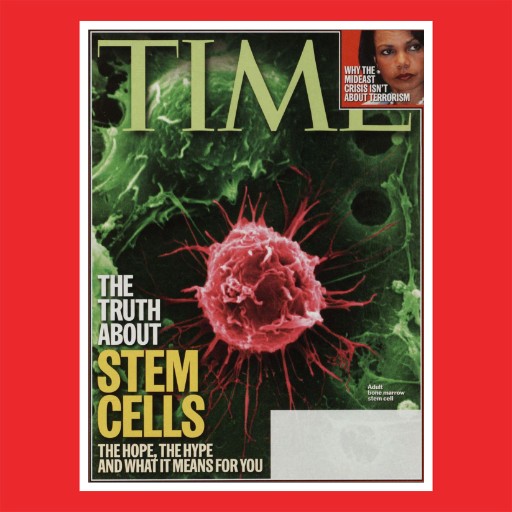 TIME
WHY THE
MIDEAST
CRISIS ISN'T
ABOUT TERRORISM
THE
TRUTH
ABOUT
STEM
CELLS
THE HOPE, THE HYPE
AND WHAT IT MEANS FOR YOU
Adult
bone marrow
stem cell